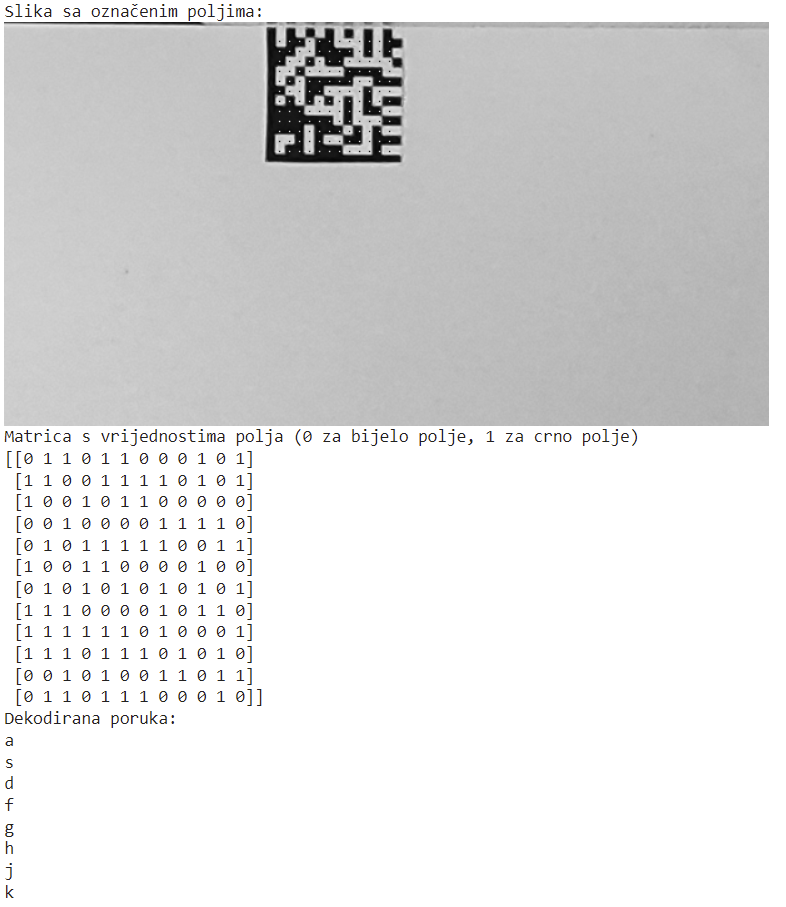 Slika sa označenim poljima:
Matrica s vrijednostima polja (0 za bijelo polje, 1 za crno polje)
[[0 1 1 0 1 1 0 0 0 1 0 1]
[1 1 0 0 1 1 1 1 0 1 0 1]
[1 0 0 1 0 1 1 0 0 0 0 0]
[0 0 1 0 0 0 0 1 1 1 1 0]
[0 1 0 1 1 1 1 1 0 0 1 1]
[1 0 0 1 1 0 0 0 0 1 0 0]
[0 1 0 1 0 1 0 1 0 1 0 1]
[1 1 1 0 0 0 0 1 0 1 1 0]
[1 1 1 1 1 1 0 1 0 0 0 1]
[1 1 1 0 1 1 1 0 1 0 1 0]
[0 0 1 0 1 0 0 1 1 0 1 1]
[0 1 1 0 1 1 1 0 0 0 1 0]]
Dekodirana poruka:
a
s
d
f
g
h
j
k